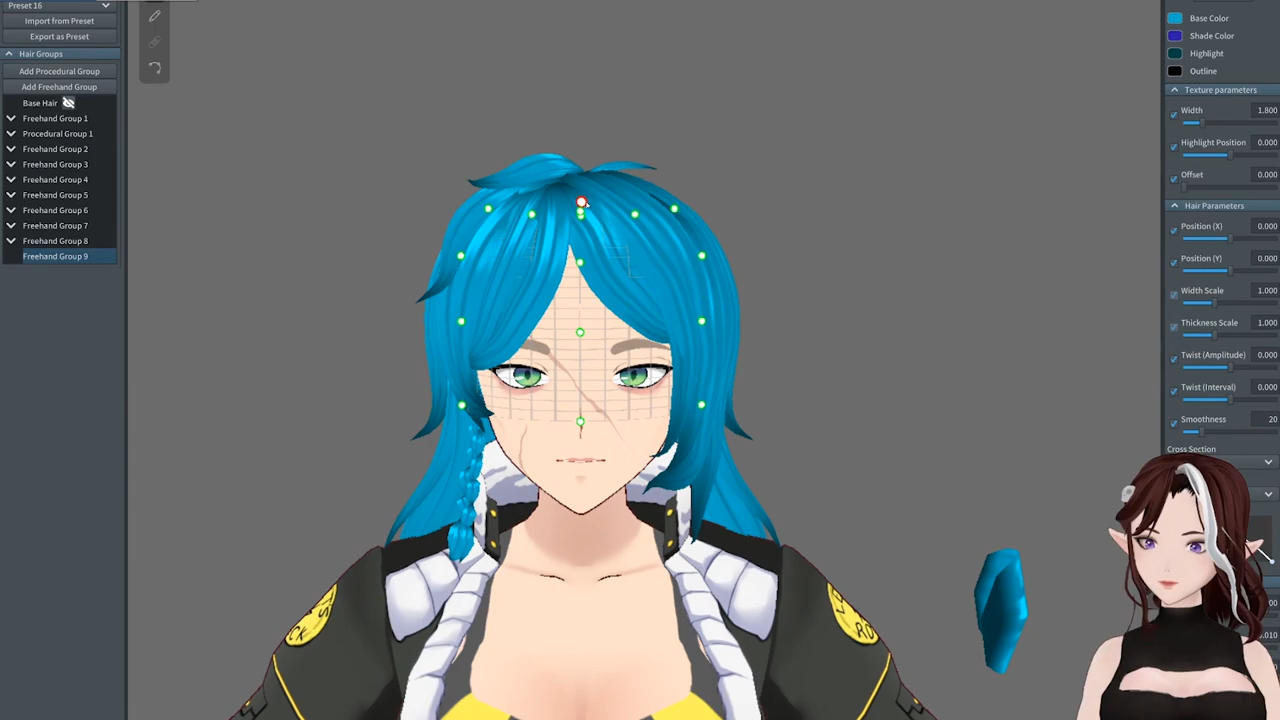 Preset 16
Import from Preset
Export as Preset
Hair Groups
Add Procedural Group
Add Freehand Group
Base Hair
Freehand Group 1
Procedural Group 1
Freehand Group 2
Freehand Group 3
Freehand Group 4
Freehand Group 5
Freehand Group 6
Freehand Group 7
Freehand Group 8
Freehand Group 9
Base Color
Shade Color
Highlight
Outline
Texture parameters
Width 1.800
Highlight Position 0.000
Offset 0.000
Hair Parameters
Position (X) 0.000
Position (Y) 0.000
Width Scale 1.000
Thickness Scale 1.000
Twist (Amplitude) 0.000
Twist (Interval) 0.000
Smoothness 20
Cross Section